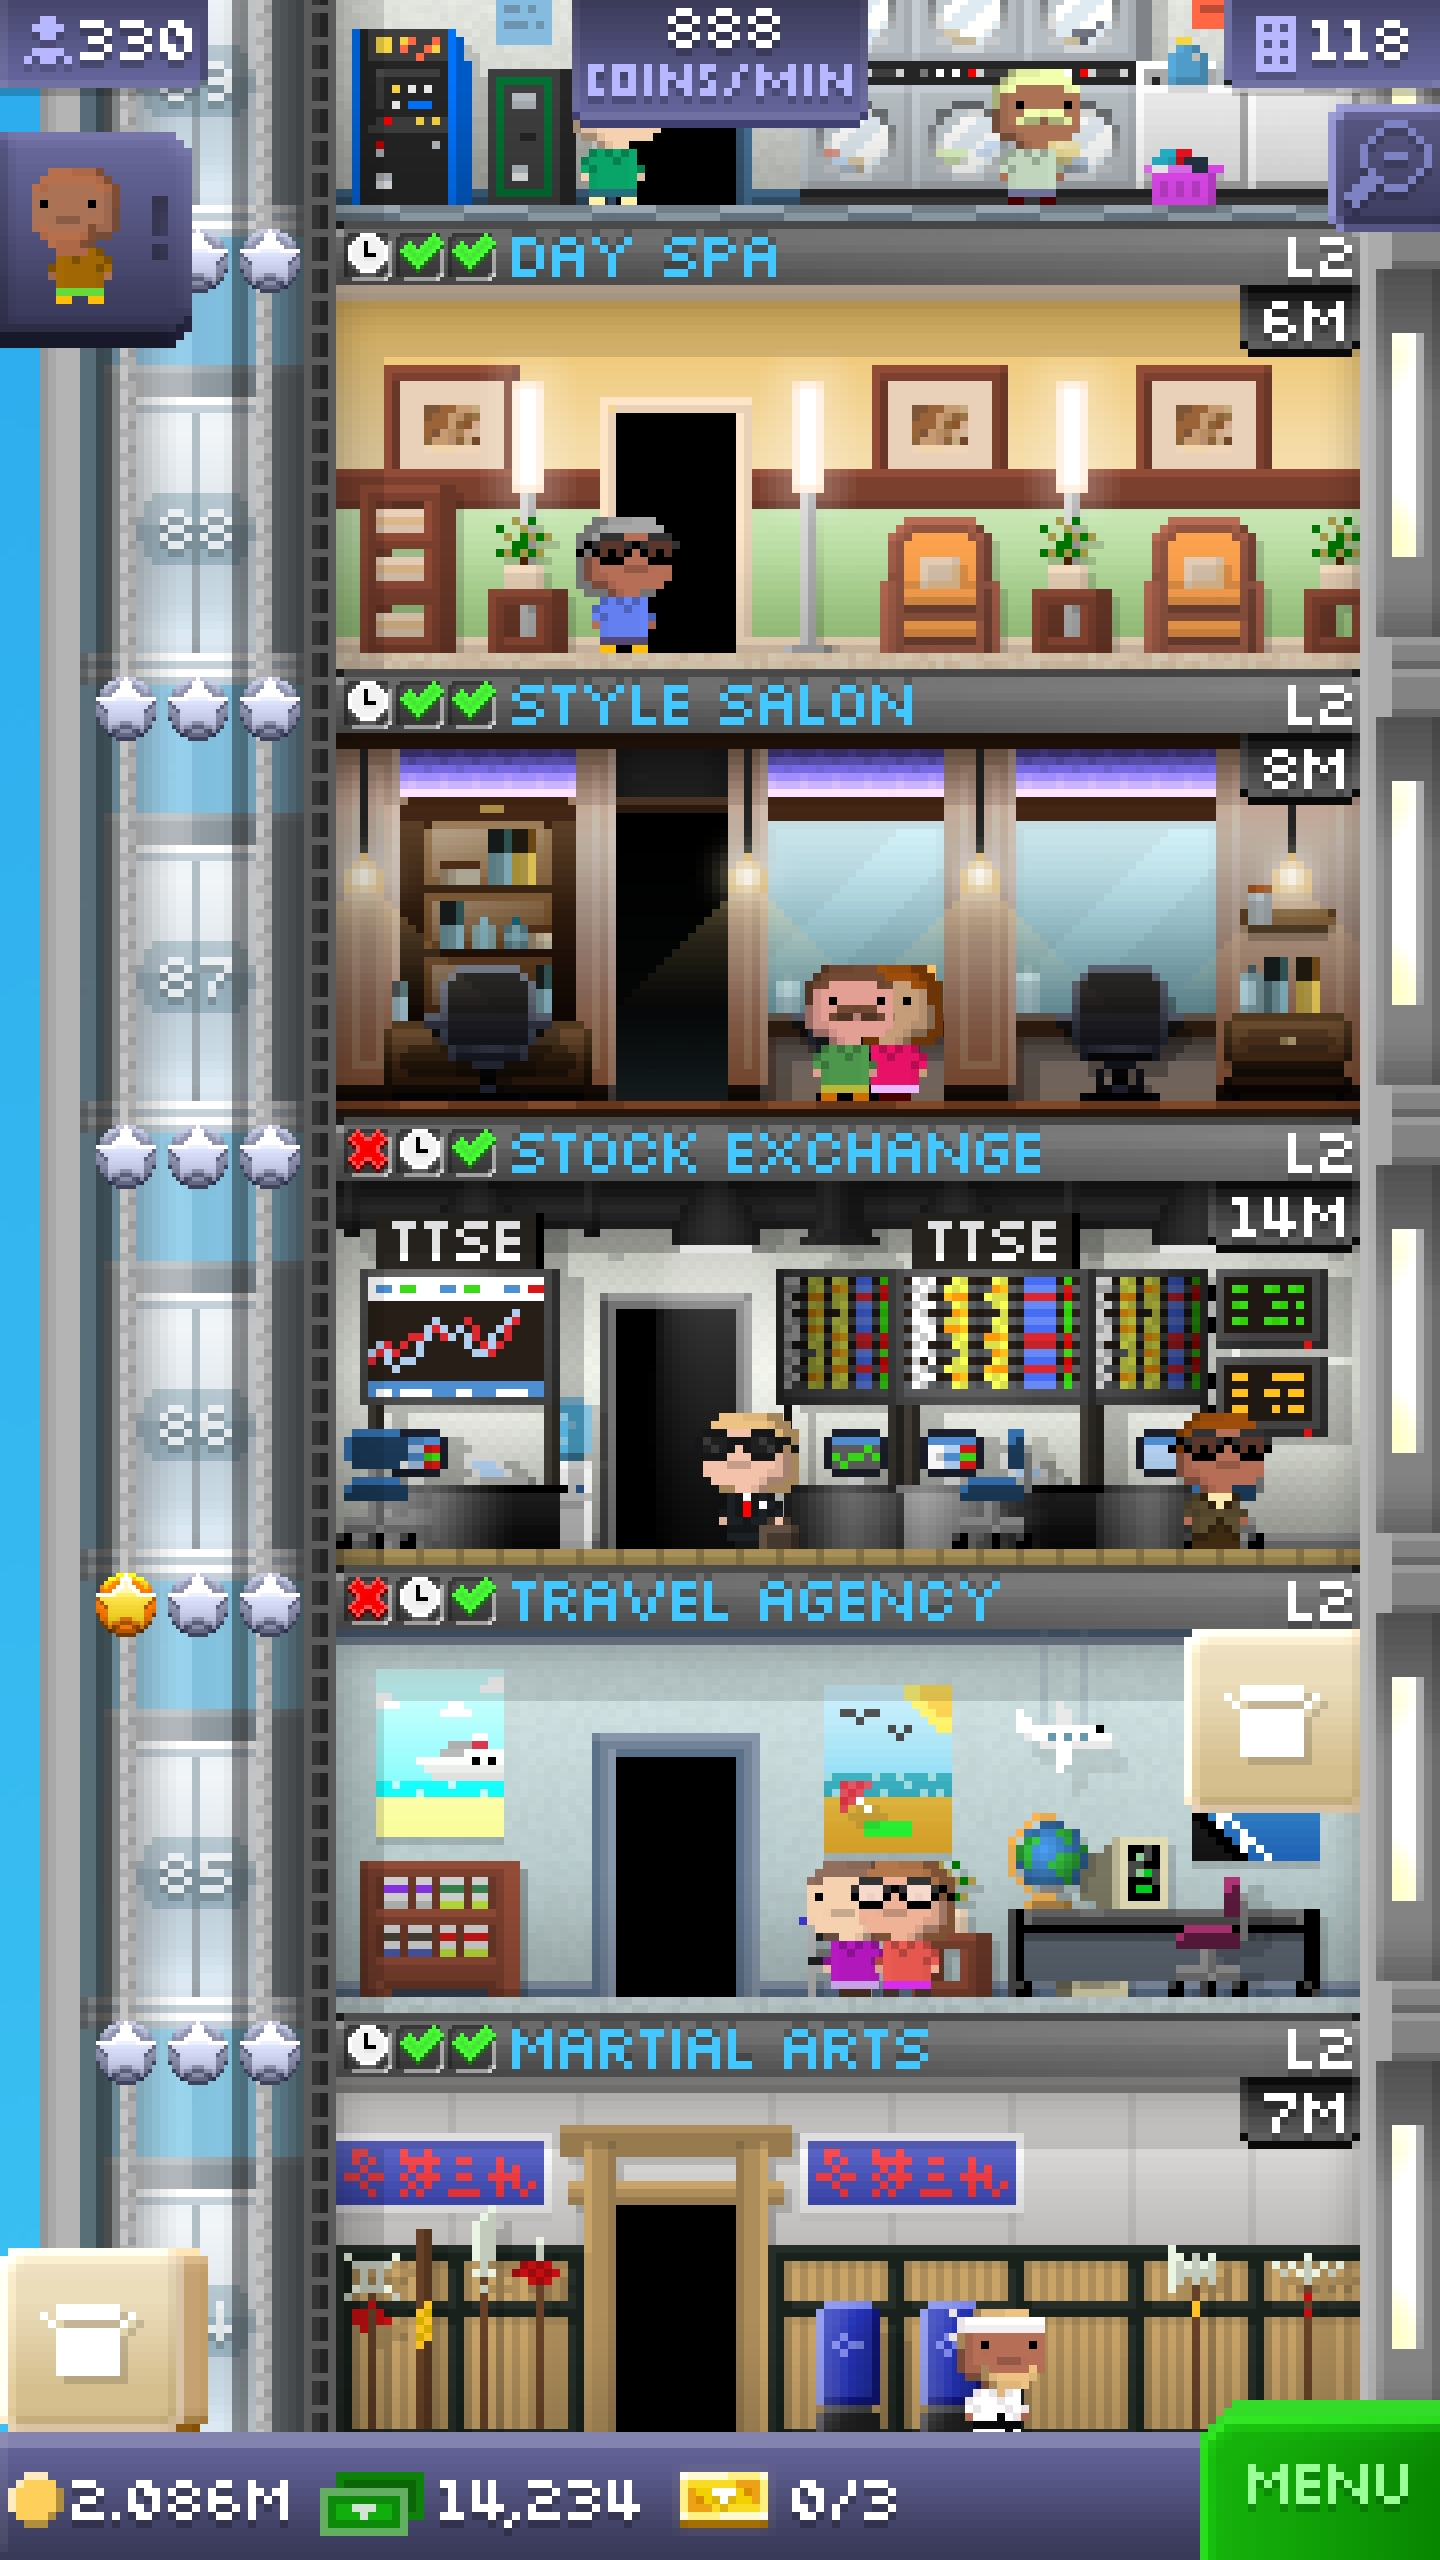 330
888
COINS/MIN
118
DAY SPA
L2
6M
88
STYLE SALON
L2
8M
87
STOCK EXCHANGE
L2
14M
TTSE
TTSE
86
TRAVEL AGENCY
L2
85
MARTIAL ARTS
L2
7M
2.086M
14,234
0/3
MENU